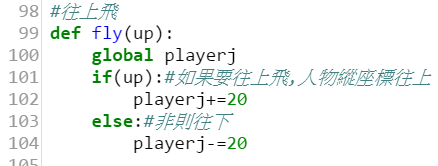 98 #往上飛
99 def fly(up):
100     global playerj
101     if(up):#如果要往上飛,人物縱座標往上
102         playerj+=20
103     else:#非則往下
104         playerj-=20